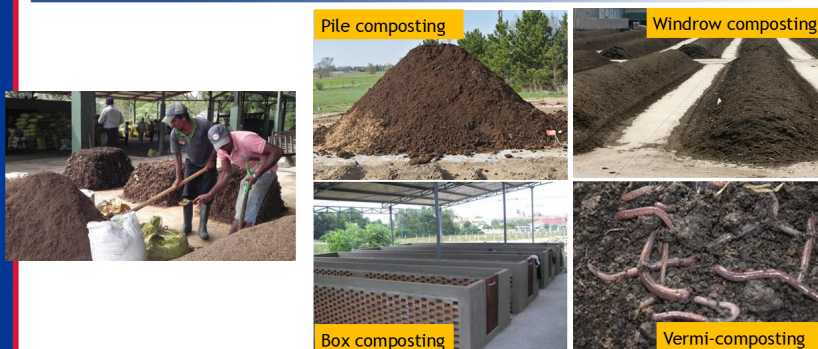 Pile composting
Windrow composting
Box composting
Vermi-composting